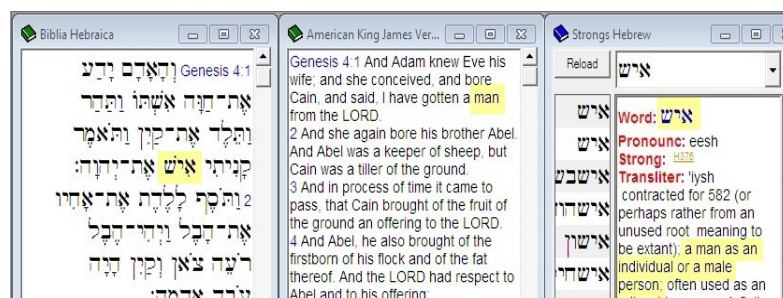 Biblia Hebraica
Genesis 4:1 וְהָאָדָם יָדַע
אֶת־חַוָּה אִשְׁתּוֹ וַתַּהַר
וַתֵּלֶד אֶת־קַיִן וַתֹּאמֶר
קָנִיתִי אִישׁ אֶת־יְהוָה׃
2 וַתֹּסֶף לָלֶדֶת אֶת־אָחִיו
אֶת־הָבֶל וַיְהִי־הֶבֶל
רֹעֵה צֹאן וְקַיִן הָיָה
עֹבֵד אֲדָמָה׃
American King James Ver...
Genesis 4:1 And Adam knew Eve his
wife; and she conceived, and bore
Cain, and said, I have gotten a man
from the LORD.
2 And she again bore his brother Abel.
And Abel was a keeper of sheep, but
Cain was a tiller of the ground.
3 And in process of time it came to
pass, that Cain brought of the fruit of
the ground an offering to the LORD.
4 And Abel, he also brought of the
firstborn of his flock and of the fat
thereof. And the LORD had respect to
Abel and to his offering:
Strongs Hebrew
Reload
איש
איש
איש
אישבש
אישהוד
אישון
אישחי
Word: איש
Pronounc: eesh
Strong: H376
Transliter: 'iysh
contracted for 582 (or
perhaps rather from an
unused root meaning to
be extant); a man as an
individual or a male
person; often used as an